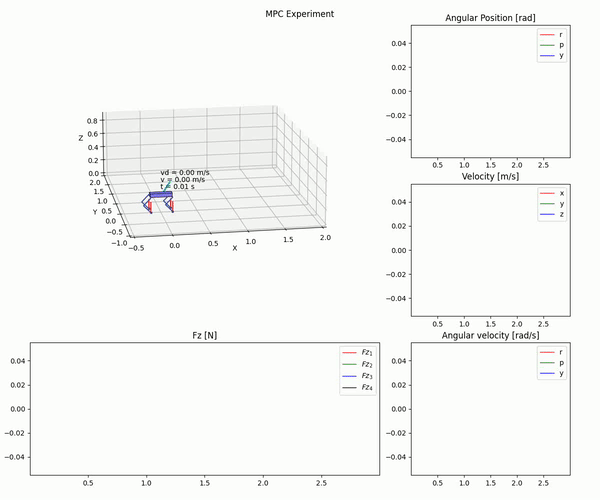 MPC Experiment
0.8
0.6
0.4
0.2
0.0
Z
2.0
1.5
1.0
0.5
0.0
−0.5
−1.0
Y
−0.5
0.0
0.5
1.0
1.5
2.0
X
vd = 0.00 m/s
v = 0.00 m/s
t = 0.01 s
Angular Position [rad]
0.04
0.02
0.00
−0.02
−0.04
r
p
y
0.5 1.0 1.5 2.0 2.5
Velocity [m/s]
0.04
0.02
0.00
−0.02
−0.04
x
y
z
0.5 1.0 1.5 2.0 2.5
Fz [N]
0.04
0.02
0.00
−0.02
−0.04
Fz₁
Fz₂
Fz₃
Fz₄
0.5 1.0 1.5 2.0 2.5
Angular velocity [rad/s]
0.04
0.02
0.00
−0.02
−0.04
r
p
y
0.5 1.0 1.5 2.0 2.5